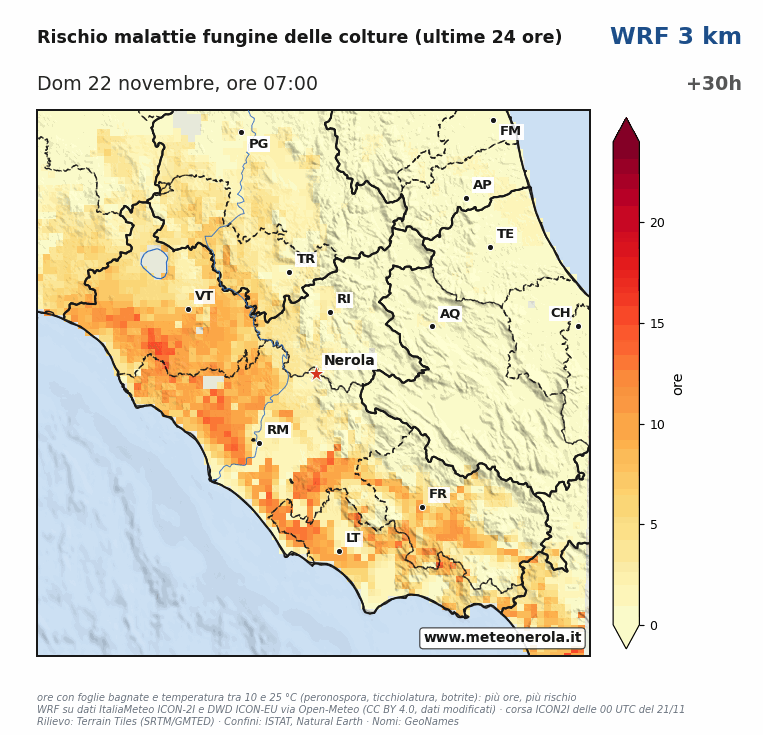 Rischio malattie fungine delle colture (ultime 24 ore)
WRF 3 km
Dom 22 novembre, ore 07:00
+30h
FM
PG
AP
TE
TR
VT
RI
AQ
CH
Nerola
RM
FR
LT
www.meteonerola.it
20
15
10
5
0
ore
ore con foglie bagnate e temperatura tra 10 e 25 °C (peronospora, ticchiolatura, botrite): più ore, più rischio
WRF su dati ItaliaMeteo ICON-2I e DWD ICON-EU via Open-Meteo (CC BY 4.0, dati modificati) · corsa ICON2I delle 00 UTC del 21/11
Rilievo: Terrain Tiles (SRTM/GMTED) · Confini: ISTAT, Natural Earth · Nomi: GeoNames